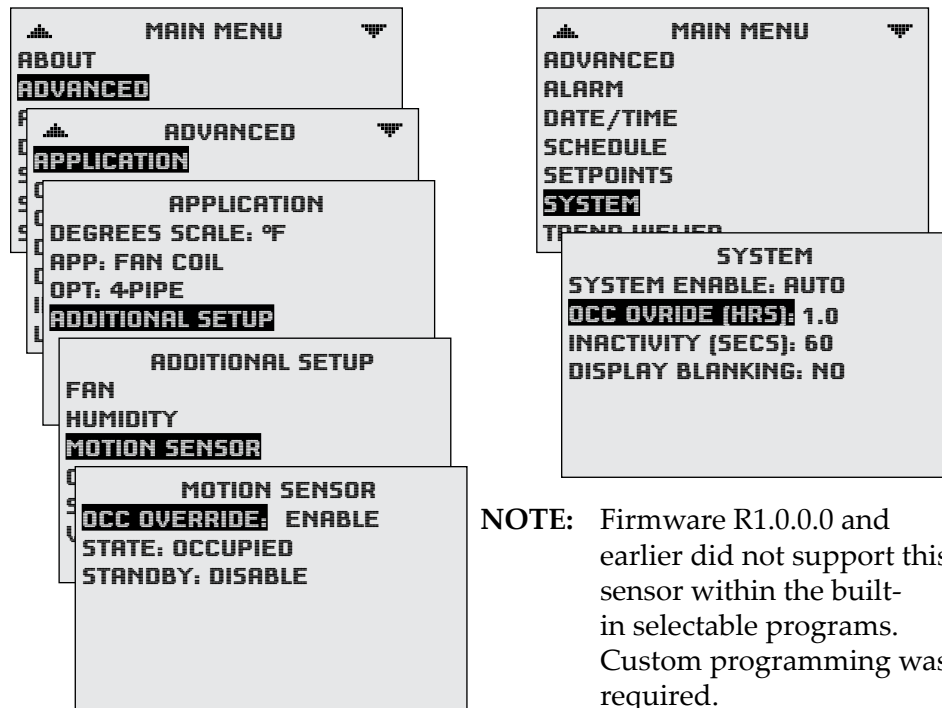 MAIN MENU
ABOUT
ADVANCED
ADVANCED
APPLICATION
APPLICATION
DEGREES SCALE: °F
APP: FAN COIL
OPT: 4-PIPE
ADDITIONAL SETUP
ADDITIONAL SETUP
FAN
HUMIDITY
MOTION SENSOR
MOTION SENSOR
OCC OVERRIDE: ENABLE
STATE: OCCUPIED
STANDBY: DISABLE
MAIN MENU
ADVANCED
ALARM
DATE/TIME
SCHEDULE
SETPOINTS
SYSTEM
TREND VIEWER
SYSTEM
SYSTEM ENABLE: AUTO
OCC OVRIDE (HRS): 1.0
INACTIVITY (SECS): 60
DISPLAY BLANKING: NO
NOTE: Firmware R1.0.0.0 and
earlier did not support this
sensor within the built-
in selectable programs.
Custom programming was
required.